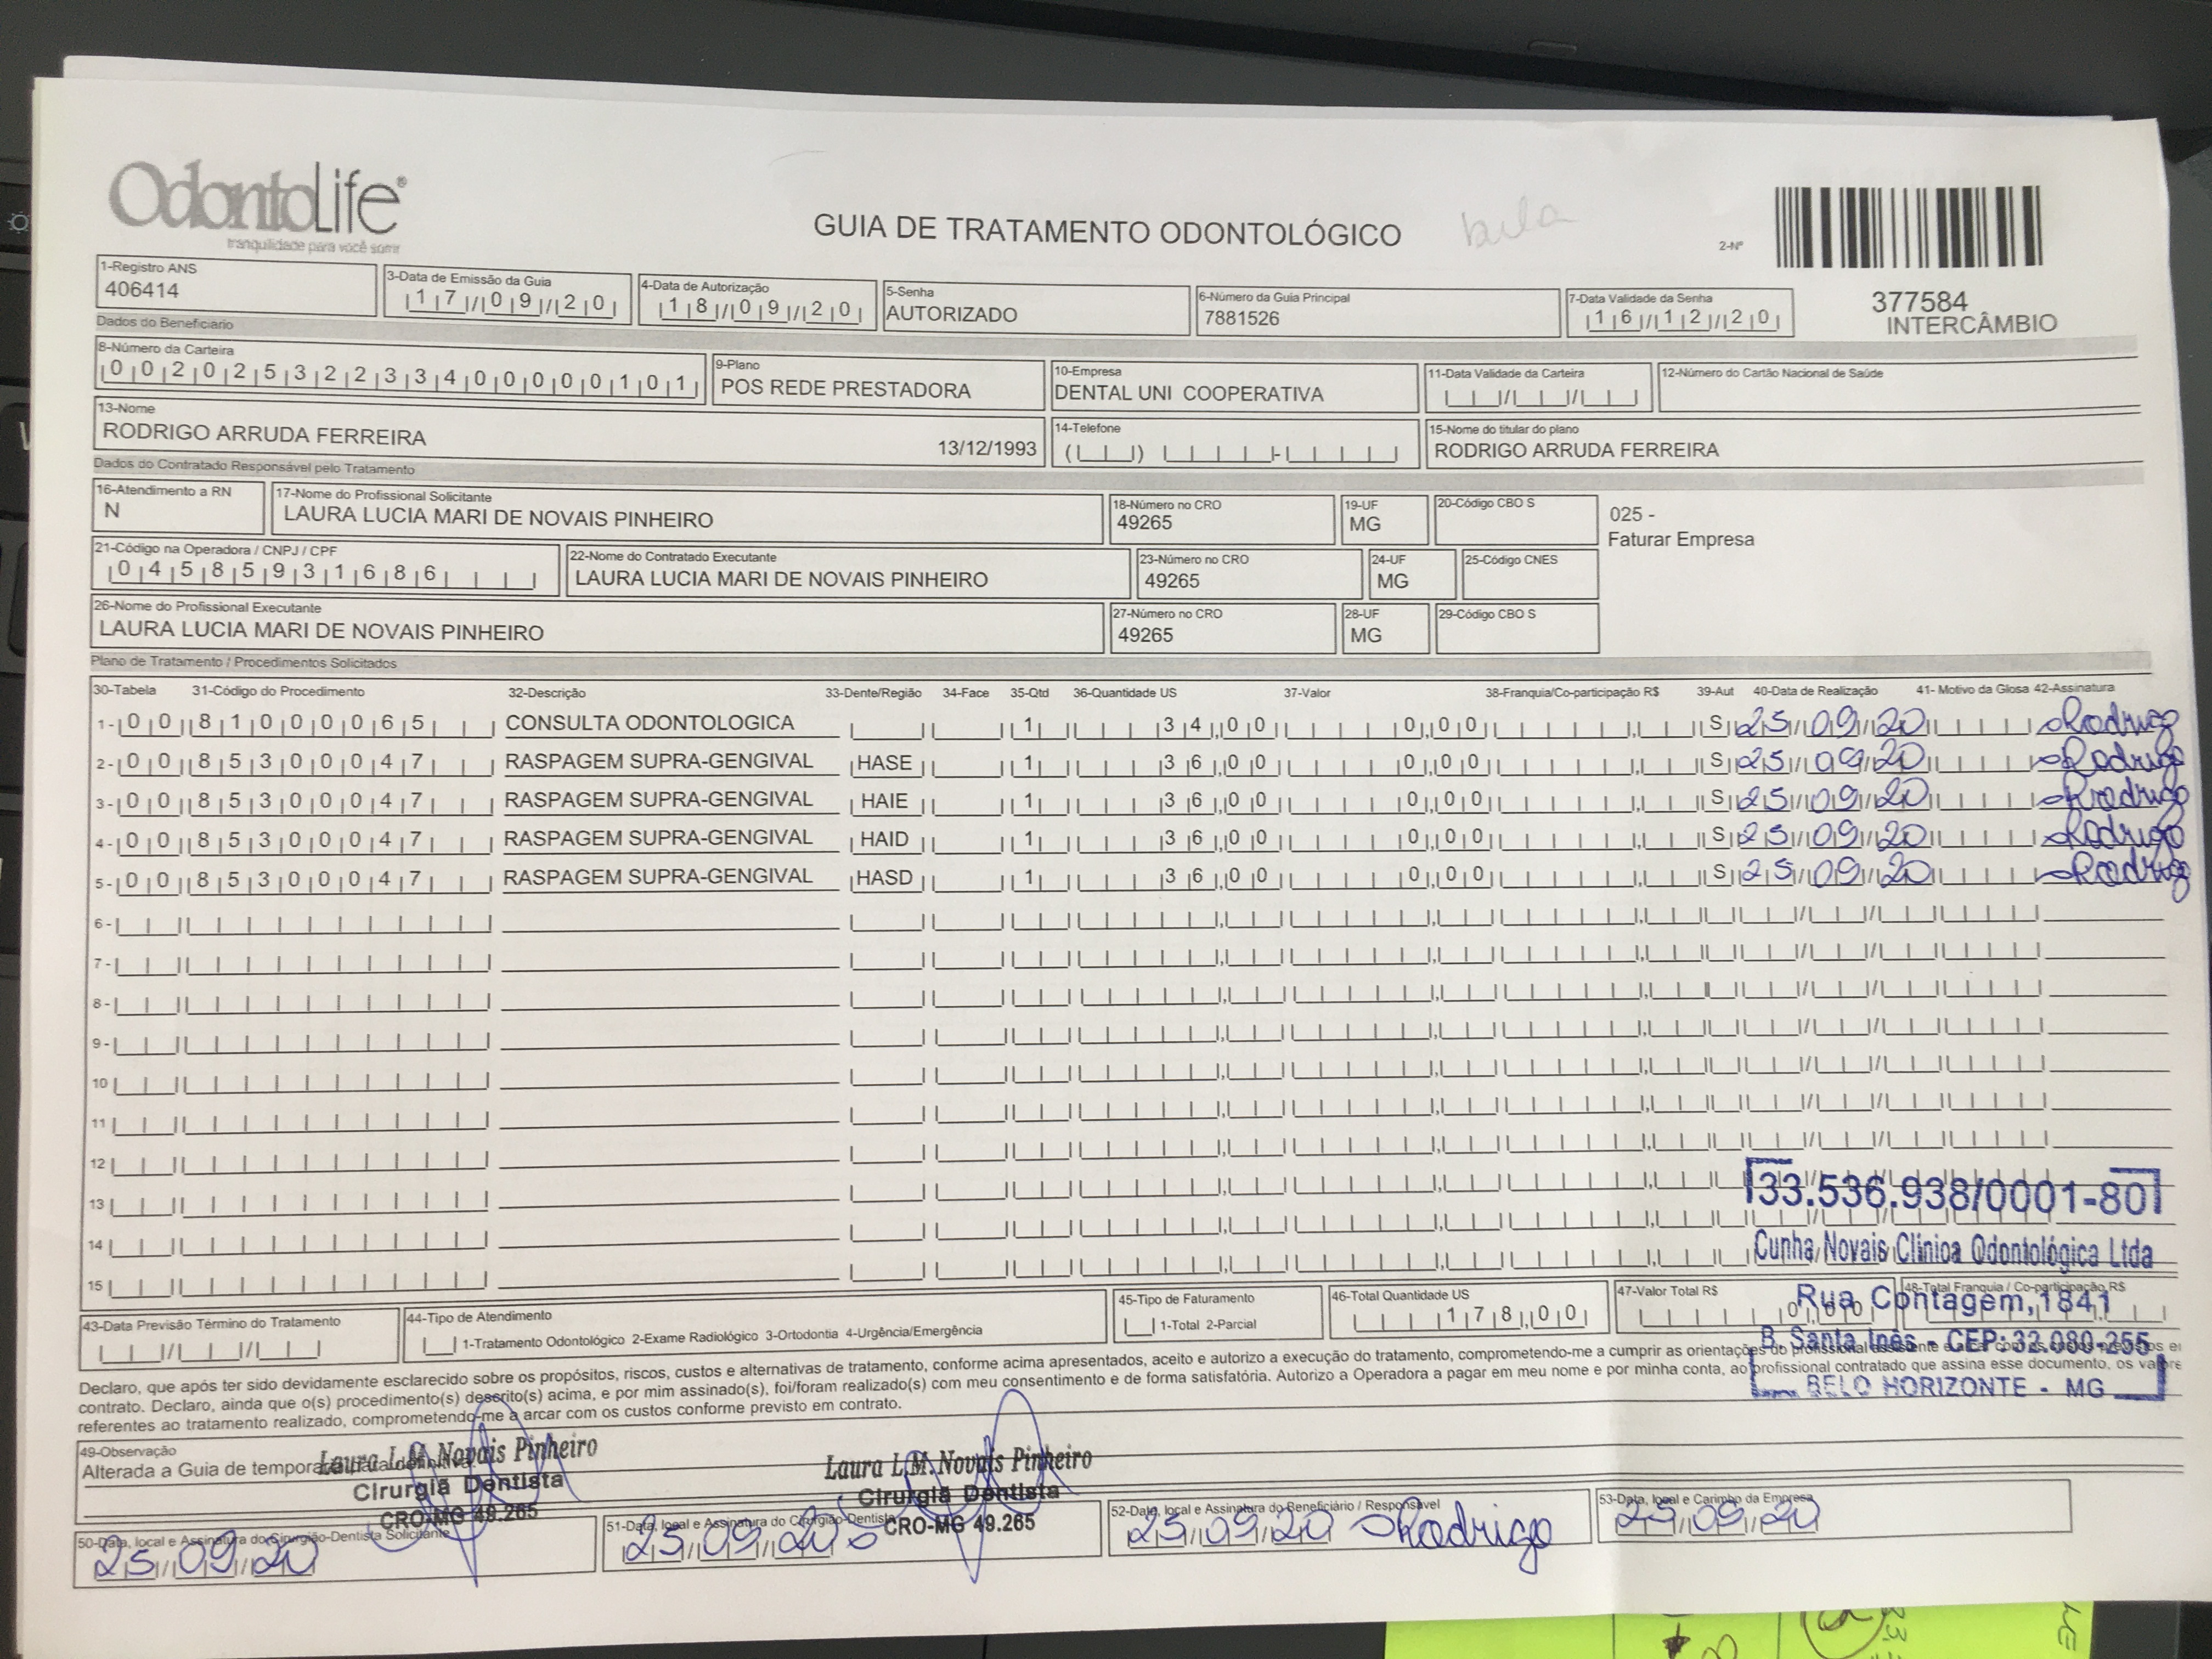 OdontoLife®
tranquilidade para você sorrir
GUIA DE TRATAMENTO ODONTOLÓGICO
2-Nº
377584
INTERCÂMBIO
1-Registro ANS
406414
3-Data de Emissão da Guia
17/09/20
4-Data de Autorização
18/09/20
5-Senha
AUTORIZADO
6-Número da Guia Principal
7881526
7-Data Validade da Senha
16/12/20
Dados do Beneficiário
8-Número da Carteira
00202532233400000101
9-Plano
POS REDE PRESTADORA
10-Empresa
DENTAL UNI COOPERATIVA
11-Data Validade da Carteira
12-Número do Cartão Nacional de Saúde
13-Nome
RODRIGO ARRUDA FERREIRA 13/12/1993
14-Telefone
15-Nome do titular do plano
RODRIGO ARRUDA FERREIRA
Dados do Contratado Responsável pelo Tratamento
16-Atendimento a RN
N
17-Nome do Profissional Solicitante
LAURA LUCIA MARI DE NOVAIS PINHEIRO
18-Número no CRO
49265
19-UF
MG
20-Código CBO S
025 -
Faturar Empresa
21-Código na Operadora / CNPJ / CPF
04585931686
22-Nome do Contratado Executante
LAURA LUCIA MARI DE NOVAIS PINHEIRO
23-Número no CRO
49265
24-UF
MG
25-Código CNES
26-Nome do Profissional Executante
LAURA LUCIA MARI DE NOVAIS PINHEIRO
27-Número no CRO
49265
28-UF
MG
29-Código CBO S
Plano de Tratamento / Procedimentos Solicitados
30-Tabela 31-Código do Procedimento 32-Descrição 33-Dente/Região 34-Face 35-Qtd 36-Quantidade US 37-Valor 38-Franquia/Co-participação R$ 39-Aut 40-Data de Realização 41- Motivo da Glosa 42-Assinatura
1- 00 81000065 CONSULTA ODONTOLOGICA 1 34,00 0,00 S 25/09/20 Rodrigo
2- 00 85300047 RASPAGEM SUPRA-GENGIVAL HASE 1 36,00 0,00 S 25/09/20 Rodrigo
3- 00 85300047 RASPAGEM SUPRA-GENGIVAL HAIE 1 36,00 0,00 S 25/09/20 Rodrigo
4- 00 85300047 RASPAGEM SUPRA-GENGIVAL HAID 1 36,00 0,00 S 25/09/20 Rodrigo
5- 00 85300047 RASPAGEM SUPRA-GENGIVAL HASD 1 36,00 0,00 S 25/09/20 Rodrigo
6-
7-
8-
9-
10
11
12
13
14
15
33.536.938/0001-80
Cunha Novais Clínica Odontológica Ltda
Rua Contagem, 1841
B. Santa Inês - CEP: 32.080-255
BELO HORIZONTE - MG
43-Data Previsão Término do Tratamento
44-Tipo de Atendimento
1-Tratamento Odontológico 2-Exame Radiológico 3-Ortodontia 4-Urgência/Emergência
45-Tipo de Faturamento
1-Total 2-Parcial
46-Total Quantidade US
178,00
47-Valor Total R$
0,00
48-Total Franquia / Co-participação R$
Declaro, que após ter sido devidamente esclarecido sobre os propósitos, riscos, custos e alternativas de tratamento, conforme acima apresentados, aceito e autorizo a execução do tratamento, comprometendo-me a cumprir as orientações do profissional assistente e arcar com os custos previstos
contrato. Declaro, ainda que o(s) procedimento(s) descrito(s) acima, e por mim assinado(s), foi/foram realizado(s) com meu consentimento e de forma satisfatória. Autorizo a Operadora a pagar em meu nome e por minha conta, ao profissional contratado que assina esse documento, os
referentes ao tratamento realizado, comprometendo-me a arcar com os custos conforme previsto em contrato.
49-Observação
Alterada a Guia de
Laura L.M. Novais Pinheiro
Cirurgiã Dentista
CRO-MG 49.265
Laura L.M. Novais Pinheiro
Cirurgiã Dentista
CRO-MG 49.265
50-Data, local e Assinatura do Cirurgião-Dentista Solicitante
25/09/20
51-Data, local e Assinatura do Cirurgião-Dentista
25/09/20
52-Data, local e Assinatura do Beneficiário / Responsável
25/09/20 Rodrigo
53-Data, local e Carimbo da Empresa
25/09/20